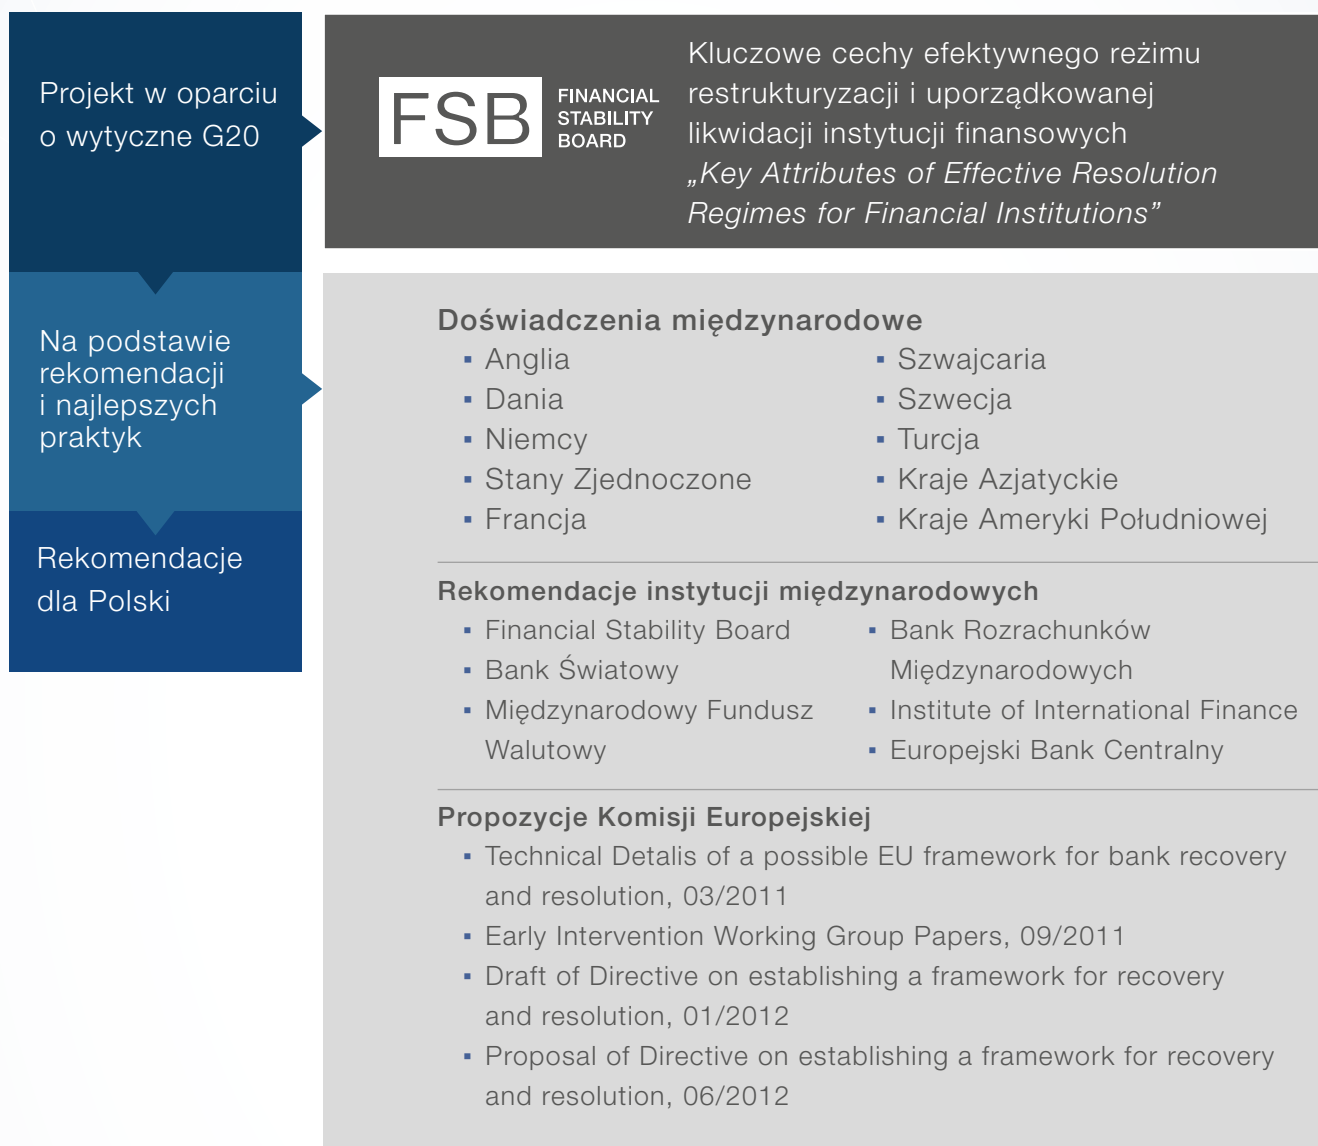 Projekt w oparciu
o wytyczne G20
FSB
FINANCIAL
STABILITY
BOARD
Kluczowe cechy efektywnego reżimu
restrukturyzacji i uporządkowanej
likwidacji instytucji finansowych
„Key Attributes of Effective Resolution
Regimes for Financial Institutions”
Na podstawie
rekomendacji
i najlepszych
praktyk
Rekomendacje
dla Polski
Doświadczenia międzynarodowe
▪ Anglia
▪ Dania
▪ Niemcy
▪ Stany Zjednoczone
▪ Francja
▪ Szwajcaria
▪ Szwecja
▪ Turcja
▪ Kraje Azjatyckie
▪ Kraje Ameryki Południowej
Rekomendacje instytucji międzynarodowych
▪ Financial Stability Board
▪ Bank Światowy
▪ Międzynarodowy Fundusz
Walutowy
▪ Bank Rozrachunków
Międzynarodowych
▪ Institute of International Finance
▪ Europejski Bank Centralny
Propozycje Komisji Europejskiej
▪ Technical Detalis of a possible EU framework for bank recovery
and resolution, 03/2011
▪ Early Intervention Working Group Papers, 09/2011
▪ Draft of Directive on establishing a framework for recovery
and resolution, 01/2012
▪ Proposal of Directive on establishing a framework for recovery
and resolution, 06/2012